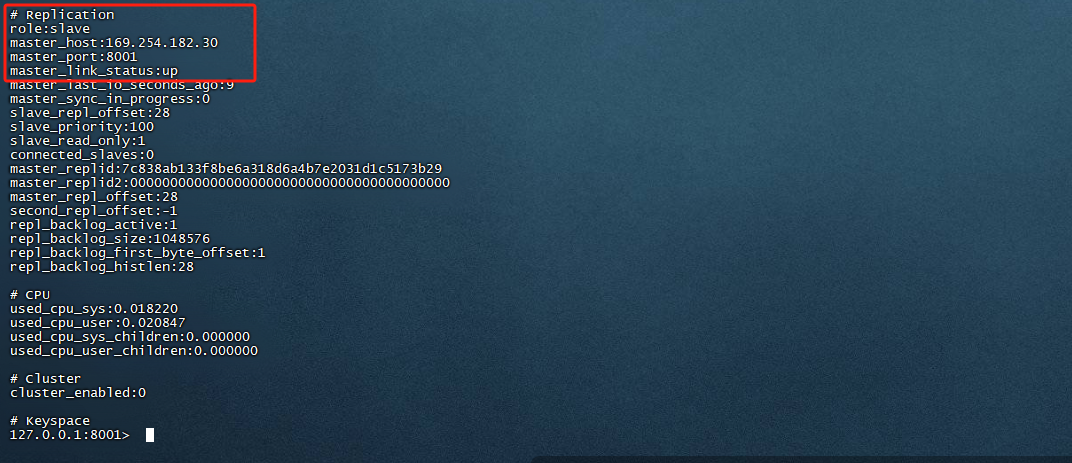 # Replication
role:slave
master_host:169.254.182.30
master_port:8001
master_link_status:up
master_last_io_seconds_ago:9
master_sync_in_progress:0
slave_repl_offset:28
slave_priority:100
slave_read_only:1
connected_slaves:0
master_replid:7c838ab133f8be6a318d6a4b7e2031d1c5173b29
master_replid2:0000000000000000000000000000000000000000
master_repl_offset:28
second_repl_offset:-1
repl_backlog_active:1
repl_backlog_size:1048576
repl_backlog_first_byte_offset:1
repl_backlog_histlen:28
# CPU
used_cpu_sys:0.018220
used_cpu_user:0.020847
used_cpu_sys_children:0.000000
used_cpu_user_children:0.000000
# Cluster
cluster_enabled:0
# Keyspace
127.0.0.1:8001>